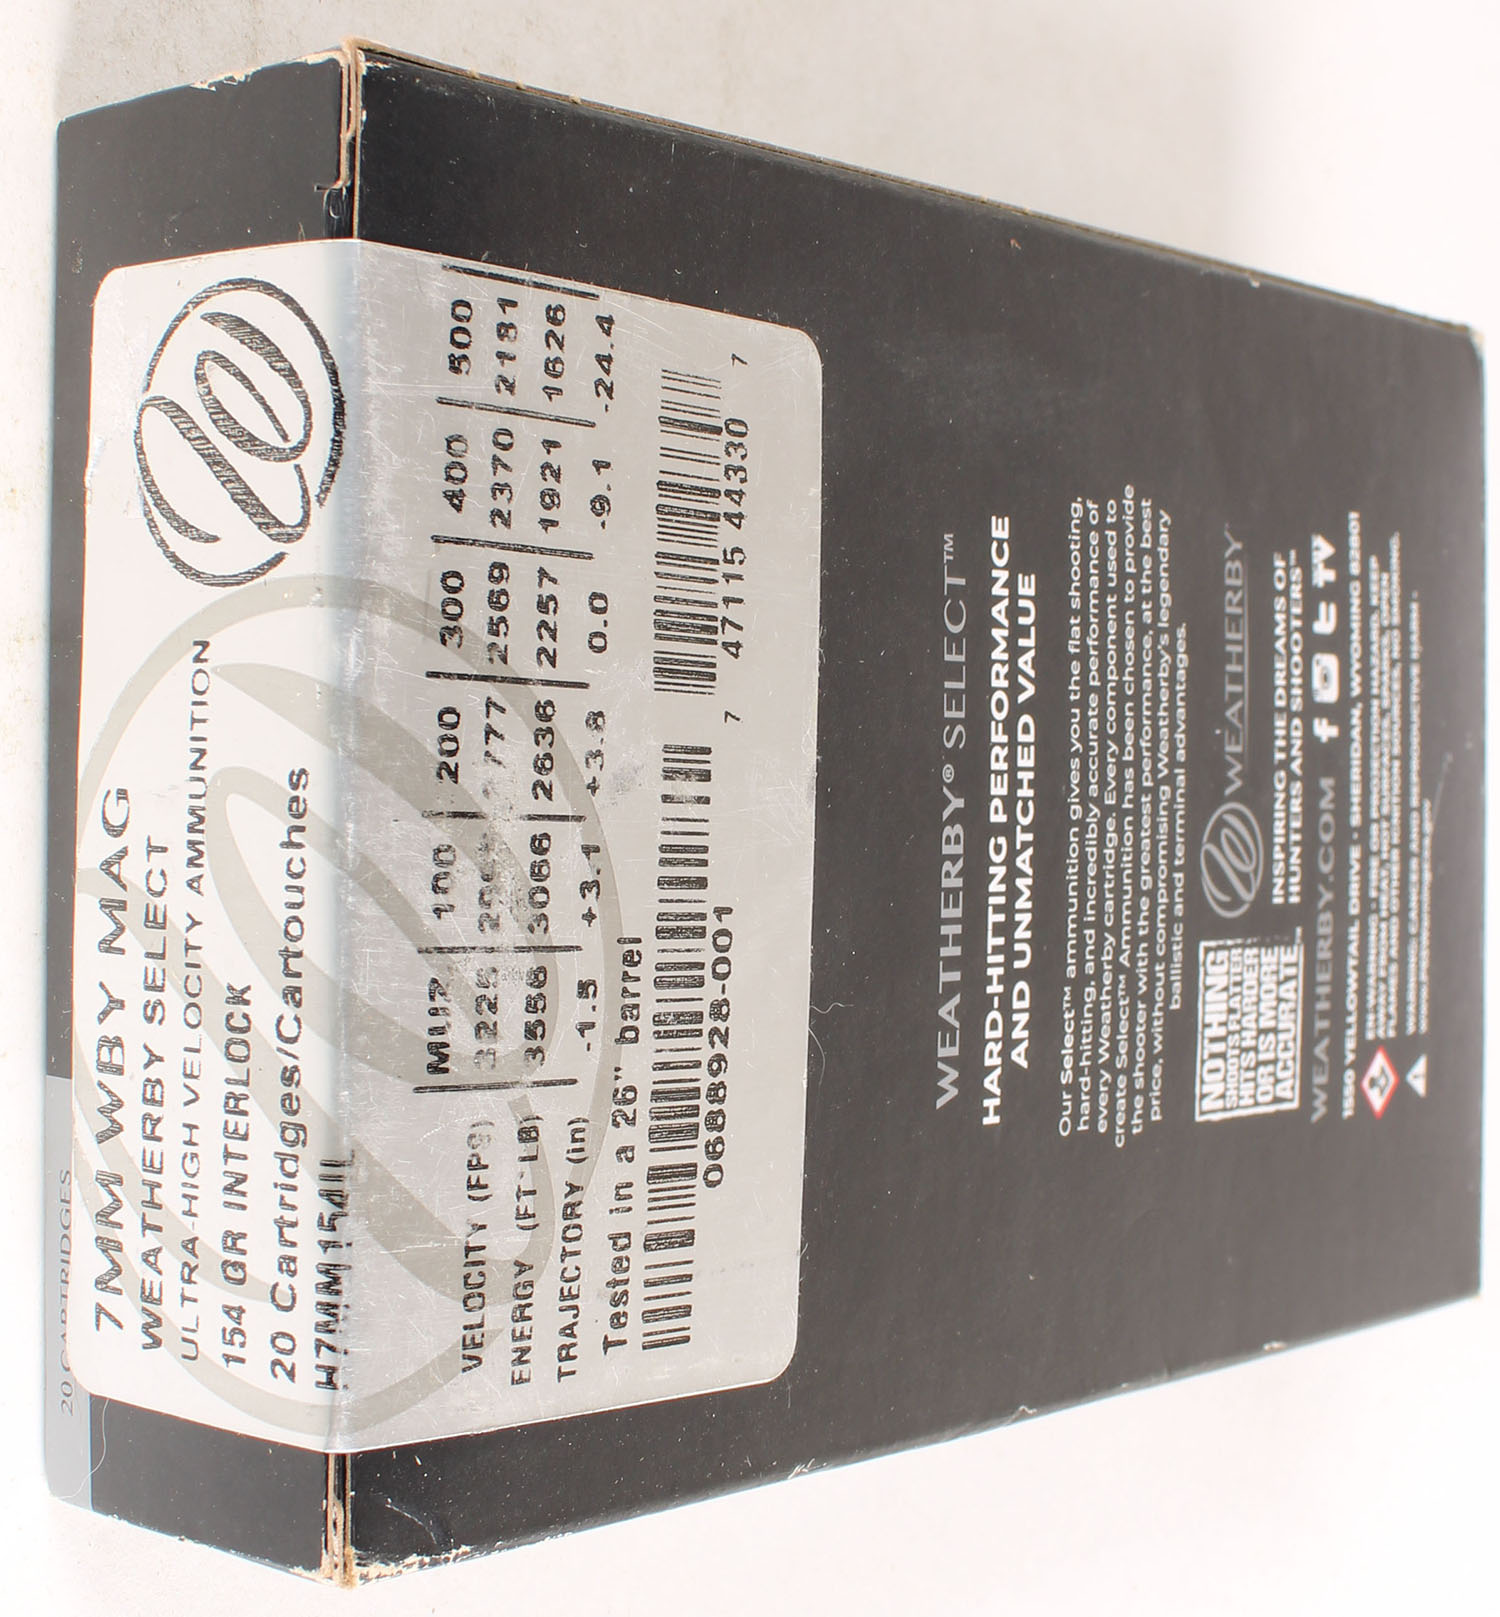 20 CARTRIDGES
7MM WBY MAG
WEATHERBY SELECT
ULTRA-HIGH VELOCITY AMMUNITION
154 GR INTERLOCK
20 Cartridges/Cartouches
H7MM154IL
MUZ 100 200 300 400 500
VELOCITY (FPS) 3225 2777 2569 2370 2181
ENERGY (FT-LB) 3556 3066 2636 2257 1921 1626
TRAJECTORY (in) -1.5 +3.1 +3.8 0.0 -9.1 -24.4
Tested in a 26" barrel
0688928-001
7 47115 44330 7
WEATHERBY® SELECT™
HARD-HITTING PERFORMANCE
AND UNMATCHED VALUE
Our Select™ ammunition gives you the flat shooting,
hard-hitting, and incredibly accurate performance of
every Weatherby cartridge. Every component used to
create Select™ Ammunition has been chosen to provide
the shooter with the greatest performance, at the best
price, without compromising Weatherby's legendary
ballistic and terminal advantages.
NOTHING
SHOOTS FLATTER
HITS HARDER
OR IS MORE
ACCURATE™
WEATHERBY
INSPIRING THE DREAMS OF
HUNTERS AND SHOOTERS™
WEATHERBY.COM
1550 YELLOWTAIL DRIVE • SHERIDAN, WYOMING 82801